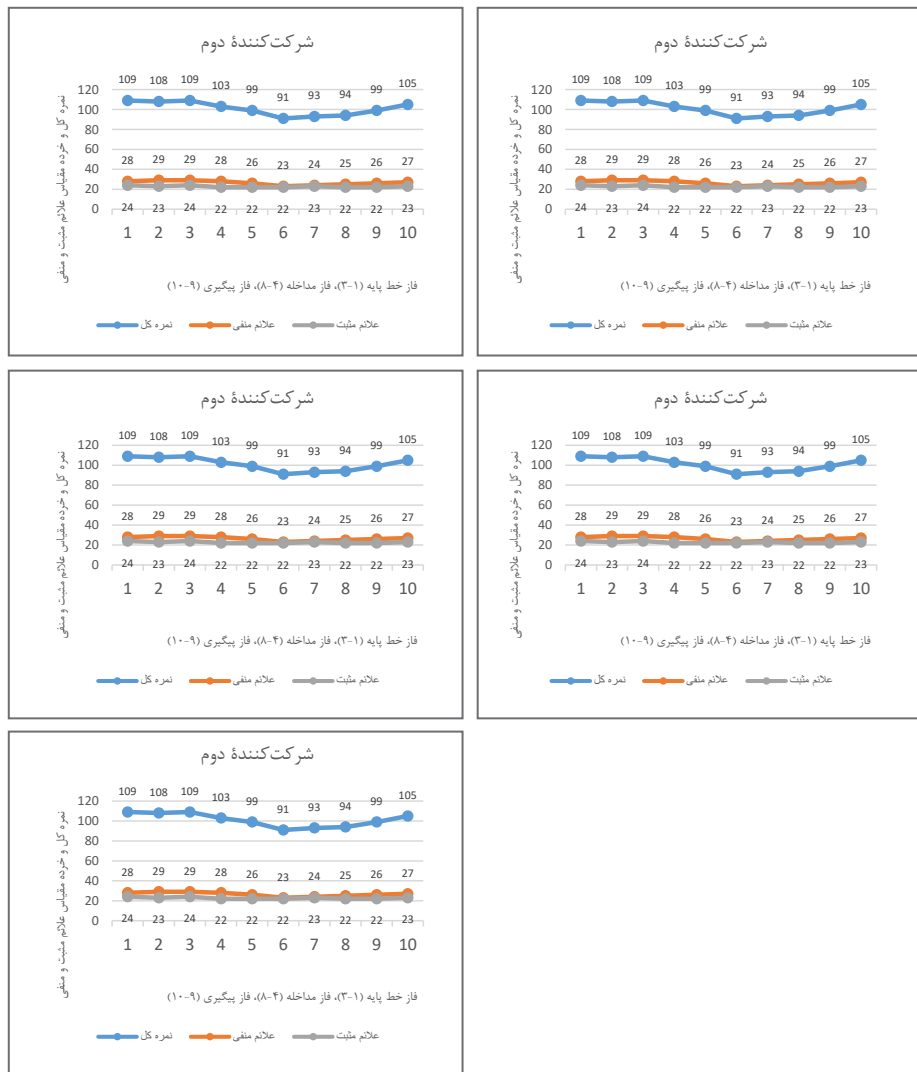 شرکت‌کنندهٔ دوم
نمره کل و خرده مقیاس علائم مثبت و منفی
120
100
80
60
40
20
0
109 108 109 103 99 91 93 94 99 105
28 29 29 28 26 23 24 25 26 27
24 23 24 22 22 22 23 22 22 23
1 2 3 4 5 6 7 8 9 10
فاز خط پایه (۱-۳)، فاز مداخله (۴-۸)، فاز پیگیری (۹-۱۰)
نمره کل علائم منفی علائم مثبت
شرکت‌کنندهٔ دوم
نمره کل و خرده مقیاس علائم مثبت و منفی
120
100
80
60
40
20
0
109 108 109 103 99 91 93 94 99 105
28 29 29 28 26 23 24 25 26 27
24 23 24 22 22 22 23 22 22 23
1 2 3 4 5 6 7 8 9 10
فاز خط پایه (۱-۳)، فاز مداخله (۴-۸)، فاز پیگیری (۹-۱۰)
نمره کل علائم منفی علائم مثبت
شرکت‌کنندهٔ دوم
نمره کل و خرده مقیاس علائم مثبت و منفی
120
100
80
60
40
20
0
109 108 109 103 99 91 93 94 99 105
28 29 29 28 26 23 24 25 26 27
24 23 24 22 22 22 23 22 22 23
1 2 3 4 5 6 7 8 9 10
فاز خط پایه (۱-۳)، فاز مداخله (۴-۸)، فاز پیگیری (۹-۱۰)
نمره کل علائم منفی علائم مثبت
شرکت‌کنندهٔ دوم
نمره کل و خرده مقیاس علائم مثبت و منفی
120
100
80
60
40
20
0
109 108 109 103 99 91 93 94 99 105
28 29 29 28 26 23 24 25 26 27
24 23 24 22 22 22 23 22 22 23
1 2 3 4 5 6 7 8 9 10
فاز خط پایه (۱-۳)، فاز مداخله (۴-۸)، فاز پیگیری (۹-۱۰)
نمره کل علائم منفی علائم مثبت
شرکت‌کنندهٔ دوم
نمره کل و خرده مقیاس علائم مثبت و منفی
120
100
80
60
40
20
0
109 108 109 103 99 91 93 94 99 105
28 29 29 28 26 23 24 25 26 27
24 23 24 22 22 22 23 22 22 23
1 2 3 4 5 6 7 8 9 10
فاز خط پایه (۱-۳)، فاز مداخله (۴-۸)، فاز پیگیری (۹-۱۰)
نمره کل علائم منفی علائم مثبت